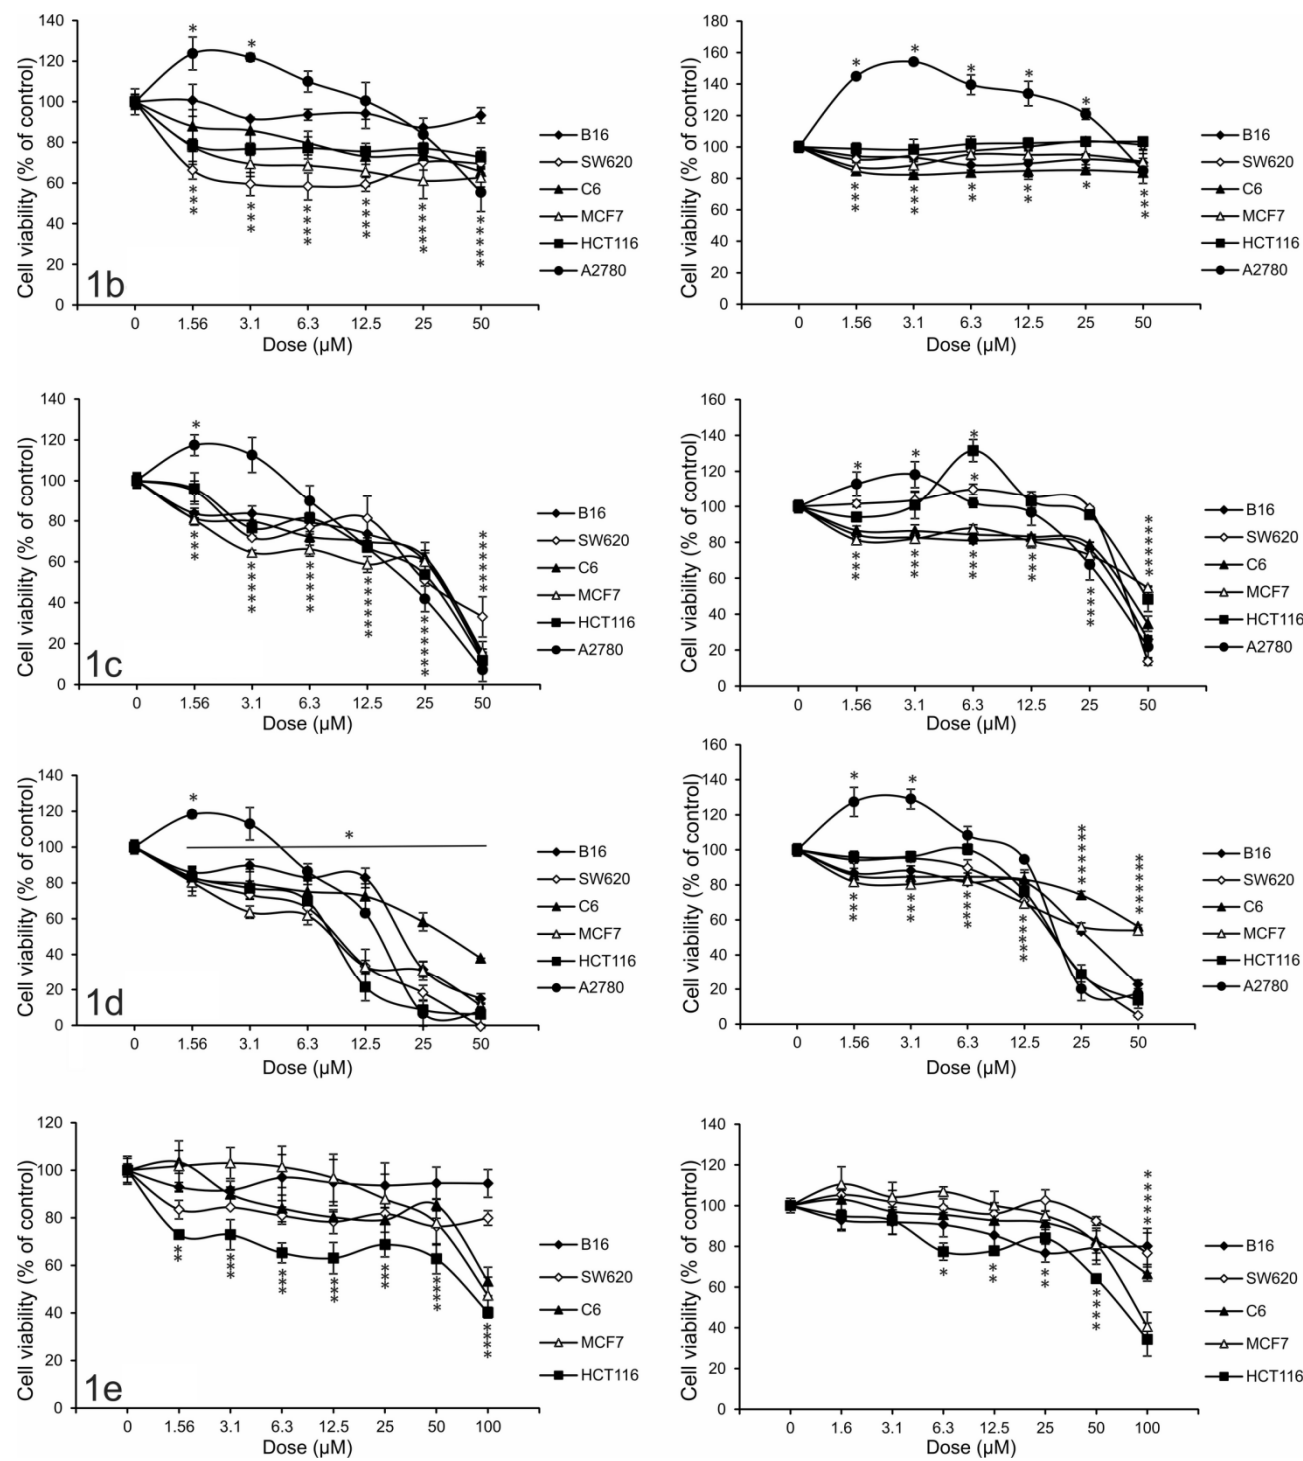 Cell viability (% of control)
140
120
100
80
60
40
20
0
* *
*** *** **** **** ***** *****
1b
0 1.56 3.1 6.3 12.5 25 50
Dose (µM)
B16
SW620
C6
MCF7
HCT116
A2780
Cell viability (% of control)
180
160
140
120
100
80
60
40
20
0
* * * * *
*** *** ** ** * ***
0 1.56 3.1 6.3 12.5 25 50
Dose (µM)
B16
SW620
C6
MCF7
HCT116
A2780
Cell viability (% of control)
140
120
100
80
60
40
20
0
*
1c
0 1.56 3.1 6.3 12.5 25 50
Dose (µM)
B16
SW620
C6
MCF7
HCT116
A2780
Cell viability (% of control)
160
140
120
100
80
60
40
20
0
* * * *
*** *** *** *** ****
0 1.56 3.1 6.3 12.5 25 50
Dose (µM)
B16
SW620
C6
MCF7
HCT116
A2780
Cell viability (% of control)
140
120
100
80
60
40
20
0
* *
1d
0 1.56 3.1 6.3 12.5 25 50
Dose (µM)
B16
SW620
C6
MCF7
HCT116
A2780
Cell viability (% of control)
160
140
120
100
80
60
40
20
0
* *
*** *** **** *****
0 1.56 3.1 6.3 12.5 25 50
Dose (µM)
B16
SW620
C6
MCF7
HCT116
A2780
Cell viability (% of control)
120
100
80
60
40
20
0
** *** *** *** *** **** ****
1e
0 1.56 3.1 6.3 12.5 25 50 100
Dose (µM)
B16
SW620
C6
MCF7
HCT116
Cell viability (% of control)
140
120
100
80
60
40
20
0
*****
* ** ** ****
0 1.6 3.1 6.3 12.5 25 50 100
Dose (µM)
B16
SW620
C6
MCF7
HCT116